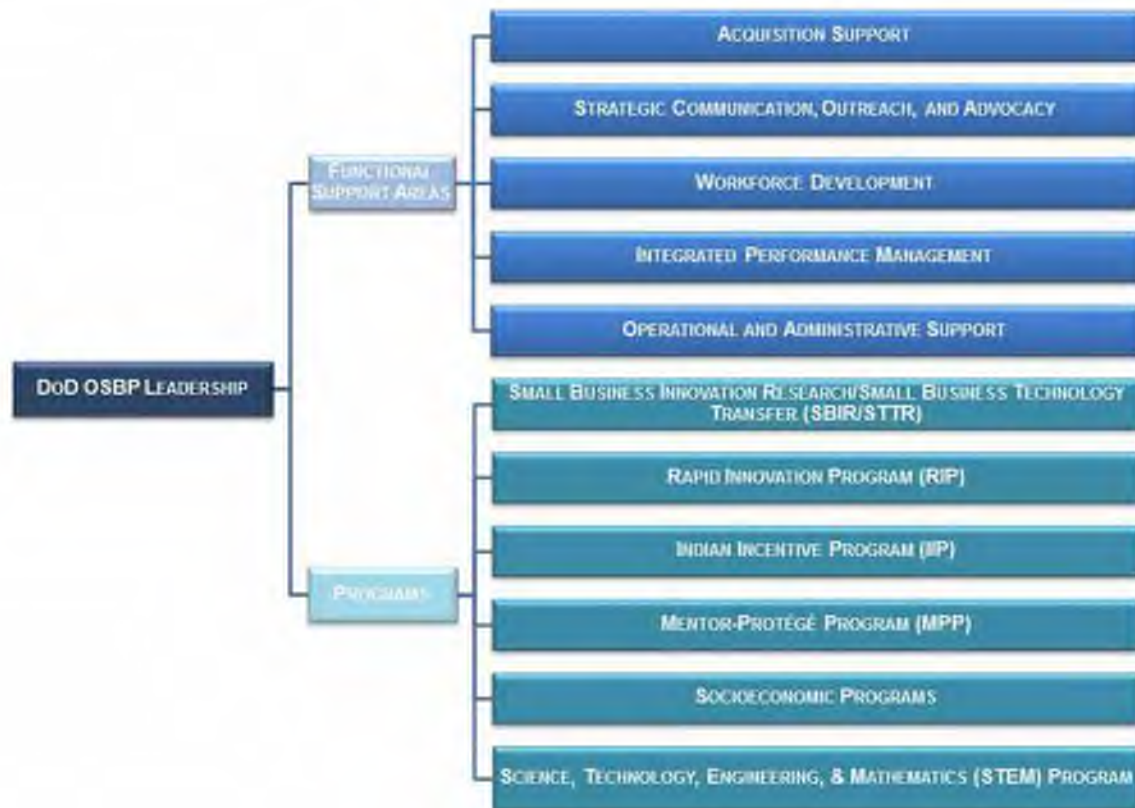 ACQUISITION SUPPORT
STRATEGIC COMMUNICATION, OUTREACH, AND ADVOCACY
FUNCTIONAL
SUPPORT AREAS
WORKFORCE DEVELOPMENT
INTEGRATED PERFORMANCE MANAGEMENT
OPERATIONAL AND ADMINISTRATIVE SUPPORT
DOD OSBP LEADERSHIP
SMALL BUSINESS INNOVATION RESEARCH/SMALL BUSINESS TECHNOLOGY
TRANSFER (SBIR/STTR)
RAPID INNOVATION PROGRAM (RIP)
INDIAN INCENTIVE PROGRAM (IIP)
PROGRAMS
MENTOR-PROTÉGÉ PROGRAM (MPP)
SOCIOECONOMIC PROGRAMS
SCIENCE, TECHNOLOGY, ENGINEERING, & MATHEMATICS (STEM) PROGRAM